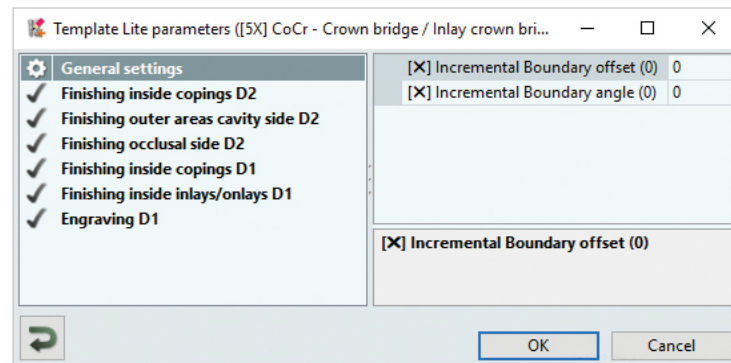 Template Lite parameters ([5X] CoCr - Crown bridge / Inlay crown bri...
General settings
Finishing inside copings D2
Finishing outer areas cavity side D2
Finishing occlusal side D2
Finishing inside copings D1
Finishing inside inlays/onlays D1
Engraving D1
[✕] Incremental Boundary offset (0) 0
[✕] Incremental Boundary angle (0) 0
[✕] Incremental Boundary offset (0)
OK
Cancel